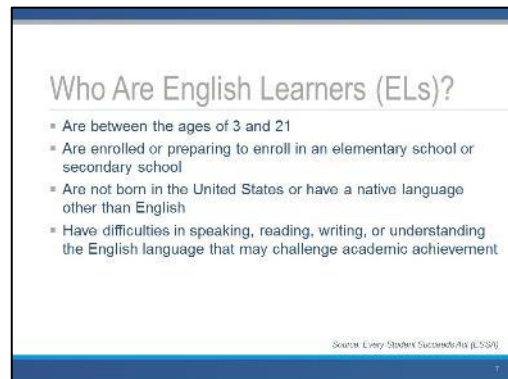 Who Are English Learners (ELs)?
▪ Are between the ages of 3 and 21
▪ Are enrolled or preparing to enroll in an elementary school or
secondary school
▪ Are not born in the United States or have a native language
other than English
▪ Have difficulties in speaking, reading, writing, or understanding
the English language that may challenge academic achievement
Source: Every Student Succeeds Act (ESSA)
7